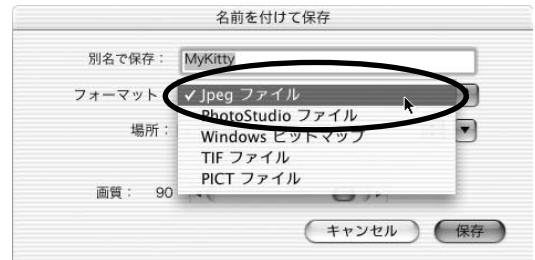 名前を付けて保存
別名で保存： MyKitty
フォーマット ✓ Jpeg ファイル
PhotoStudio ファイル
場所：
Windows ビットマップ
TIF ファイル
PICT ファイル
画質： 90
キャンセル 保存